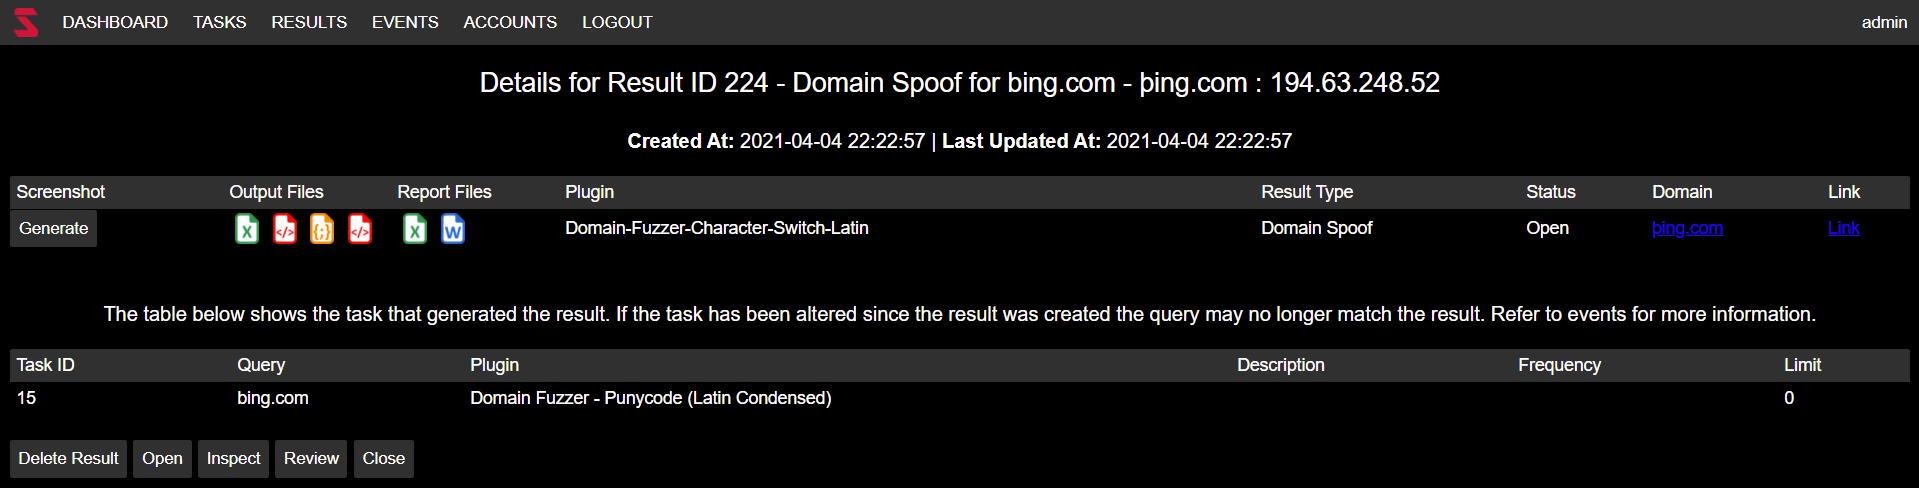 DASHBOARD TASKS RESULTS EVENTS ACCOUNTS LOGOUT admin
Details for Result ID 224 - Domain Spoof for bing.com - þing.com : 194.63.248.52
Created At: 2021-04-04 22:22:57 | Last Updated At: 2021-04-04 22:22:57
Screenshot Output Files Report Files Plugin Result Type Status Domain Link
Generate X </> {;} </> X W Domain-Fuzzer-Character-Switch-Latin Domain Spoof Open þing.com Link
The table below shows the task that generated the result. If the task has been altered since the result was created the query may no longer match the result. Refer to events for more information.
Task ID Query Plugin Description Frequency Limit
15 bing.com Domain Fuzzer - Punycode (Latin Condensed) 0
Delete Result Open Inspect Review Close